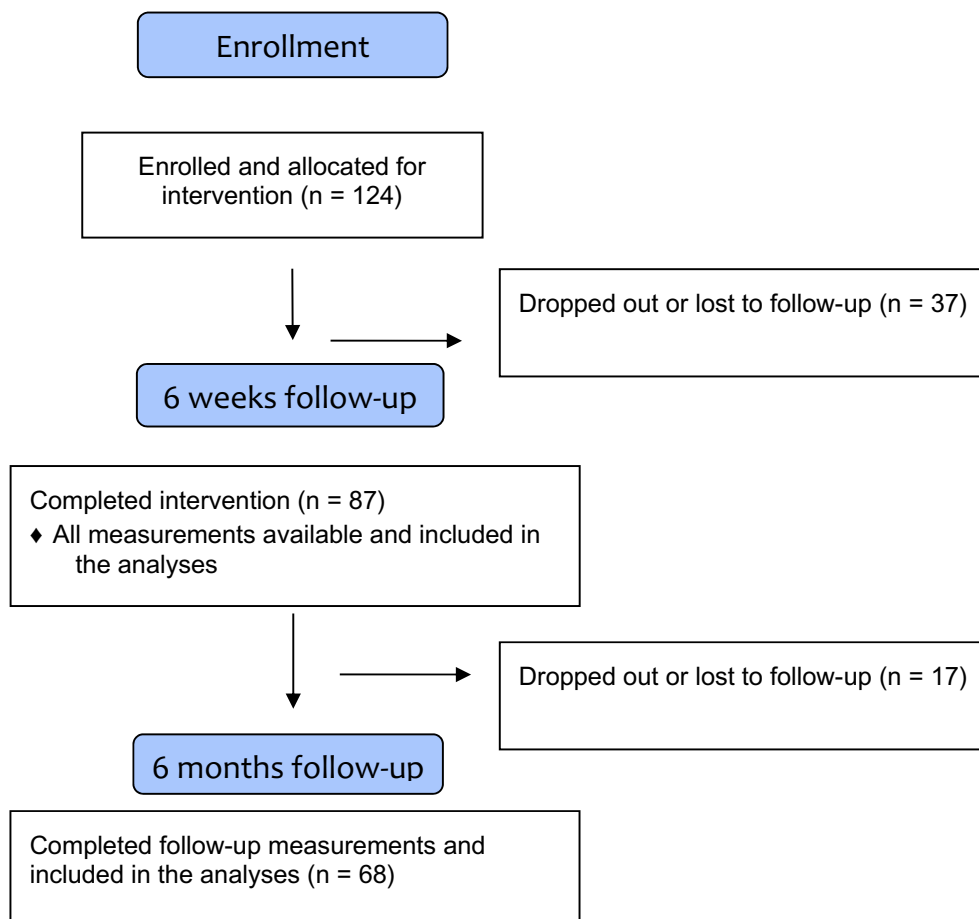 Enrollment
Enrolled and allocated for
intervention (n = 124)
Dropped out or lost to follow-up (n = 37)
6 weeks follow-up
Completed intervention (n = 87)
♦ All measurements available and included in
the analyses
Dropped out or lost to follow-up (n = 17)
6 months follow-up
Completed follow-up measurements and
included in the analyses (n = 68)